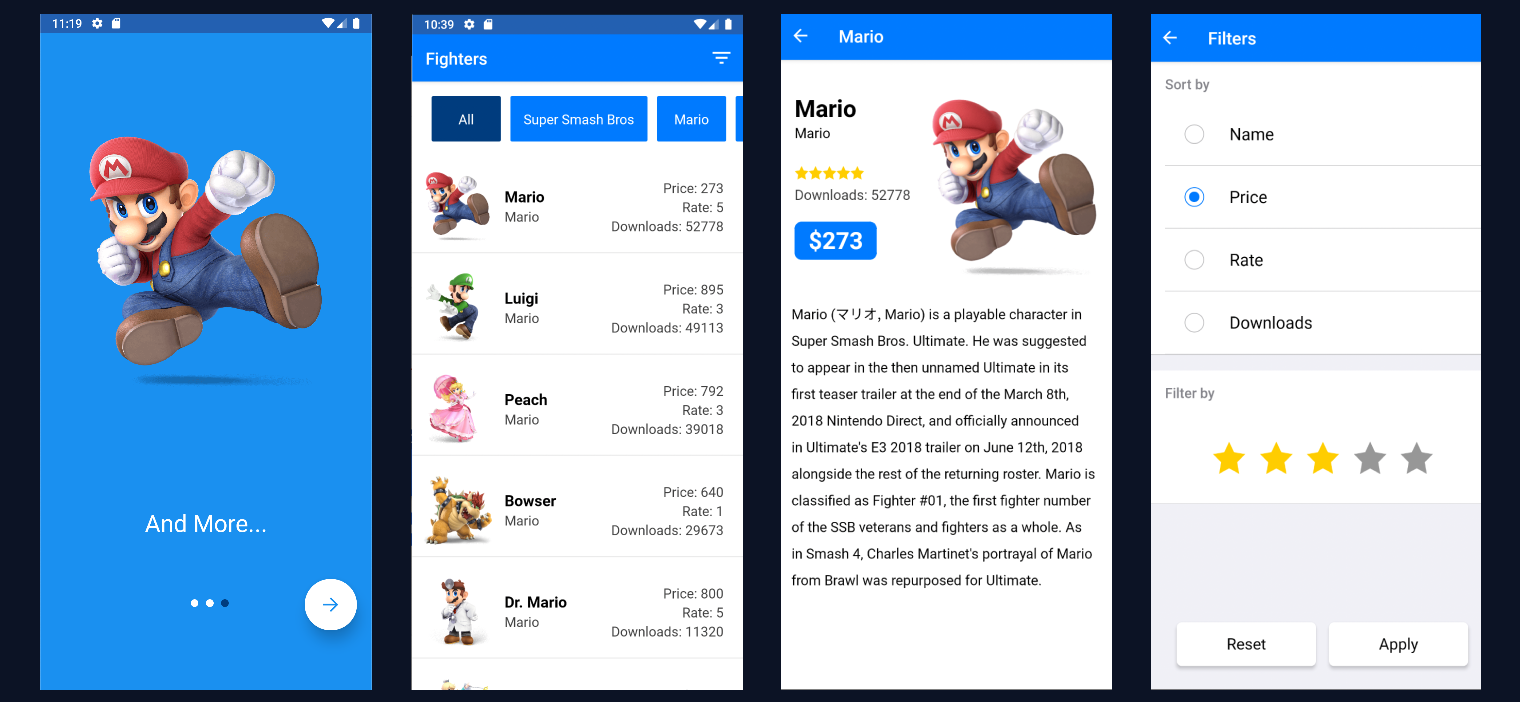 11:19
And More...
10:39
Fighters
All
Super Smash Bros
Mario
Mario
Mario
Price: 273
Rate: 5
Downloads: 52778
Luigi
Mario
Price: 895
Rate: 3
Downloads: 49113
Peach
Mario
Price: 792
Rate: 3
Downloads: 39018
Bowser
Mario
Price: 640
Rate: 1
Downloads: 29673
Dr. Mario
Mario
Price: 800
Rate: 5
Downloads: 11320
Mario
Mario
Mario
Downloads: 52778
$273
Mario (マリオ, Mario) is a playable character in
Super Smash Bros. Ultimate. He was suggested
to appear in the then unnamed Ultimate in its
first teaser trailer at the end of the March 8th,
2018 Nintendo Direct, and officially announced
in Ultimate's E3 2018 trailer on June 12th, 2018
alongside the rest of the returning roster. Mario is
classified as Fighter #01, the first fighter number
of the SSB veterans and fighters as a whole. As
in Smash 4, Charles Martinet's portrayal of Mario
from Brawl was repurposed for Ultimate.
Filters
Sort by
Name
Price
Rate
Downloads
Filter by
Reset
Apply